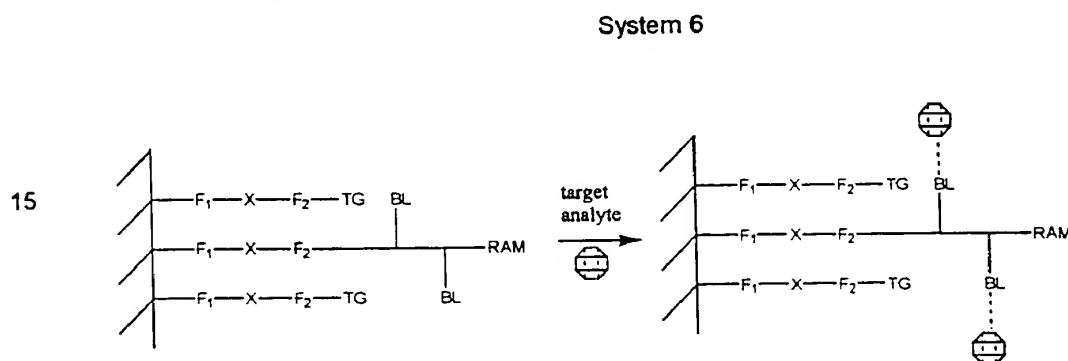 System 6
15
F₁—X—F₂—TG BL
F₁—X—F₂ RAM
F₁—X—F₂—TG BL
target
analyte
F₁—X—F₂—TG BL
F₁—X—F₂ RAM
F₁—X—F₂—TG BL